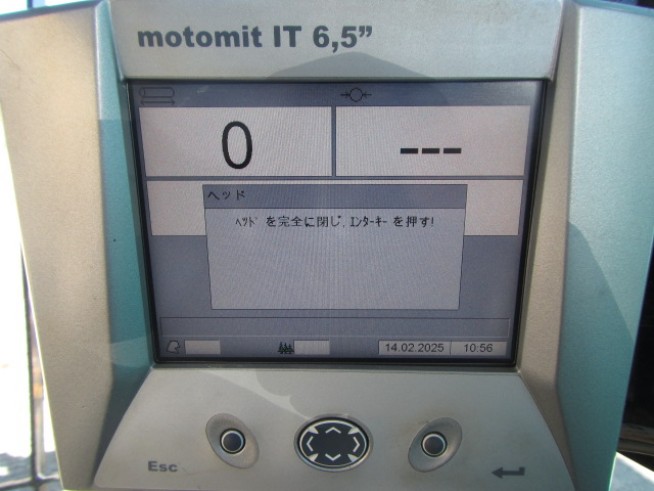 motomit IT 6,5”
0
---
ヘッド
ﾍｯﾄﾞ を完全に閉じ, ｴﾝﾀｰｷｰ を押す!
14.02.2025 10:56
Esc